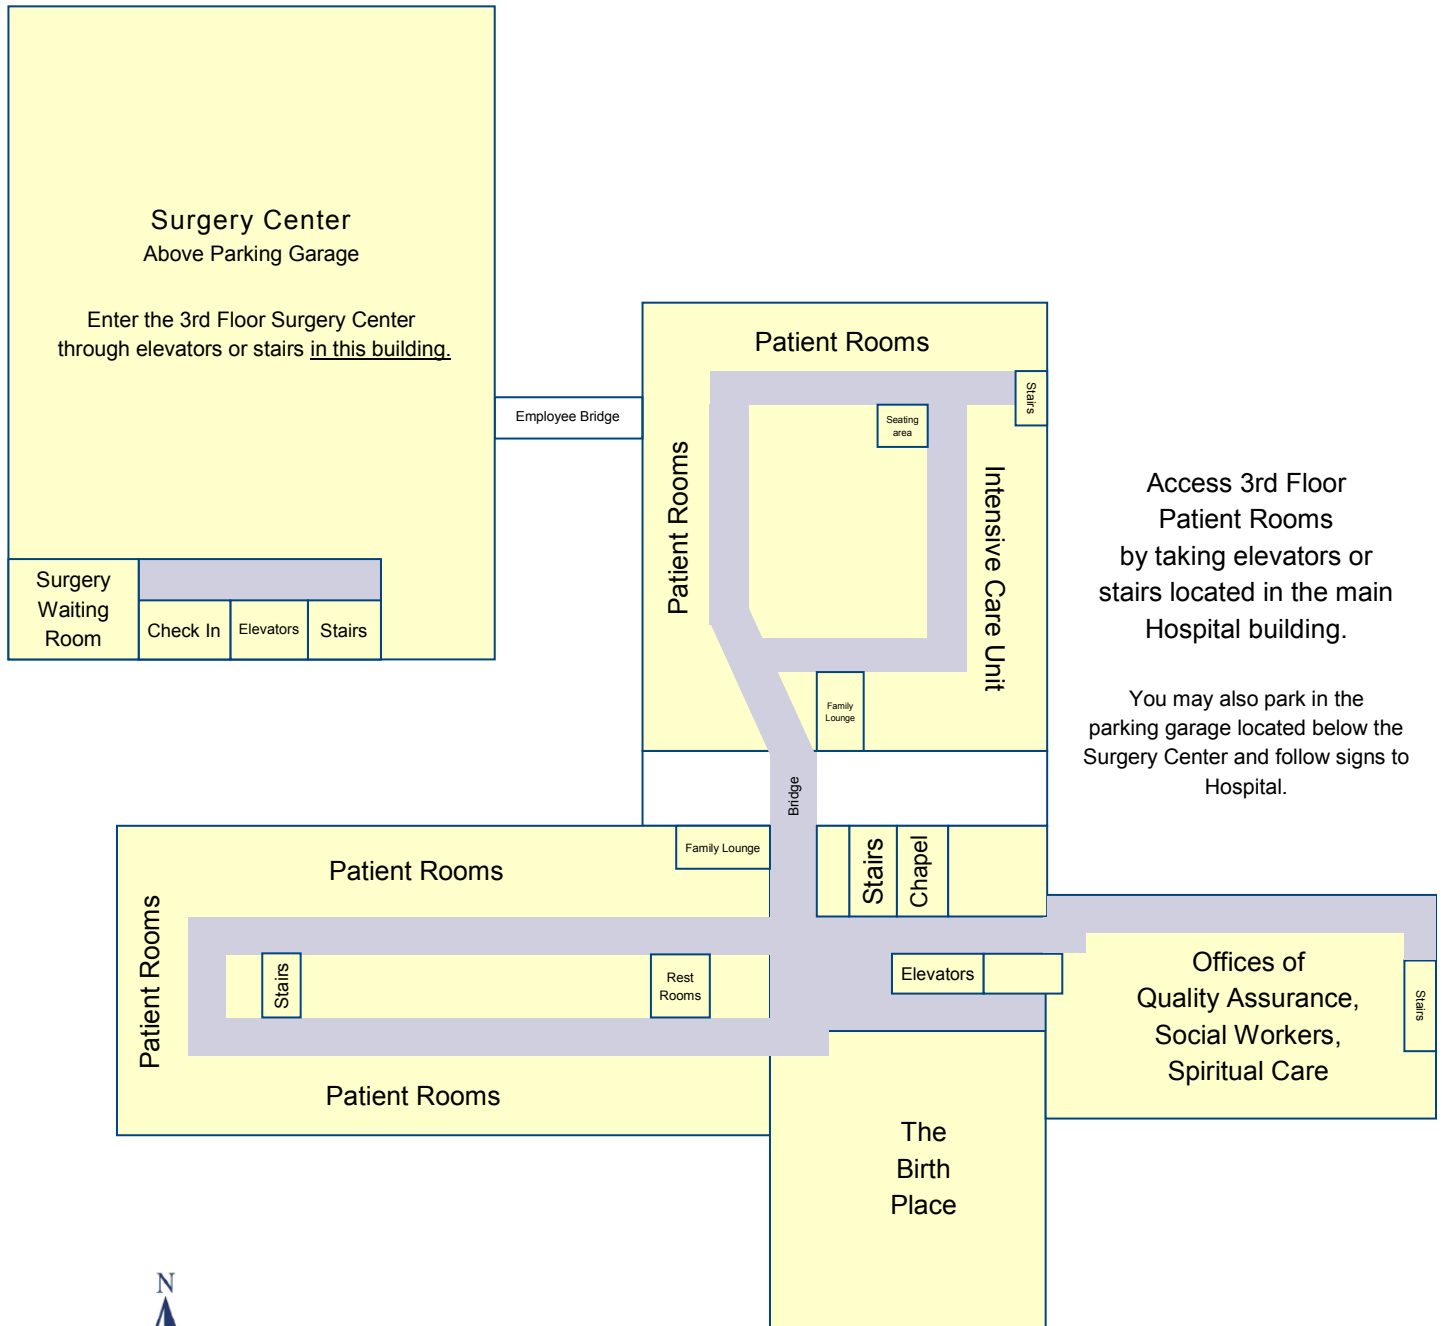 Surgery Center
Above Parking Garage
Enter the 3rd Floor Surgery Center
through elevators or stairs in this building.
Employee Bridge
Surgery
Waiting
Room
Check In
Elevators
Stairs
Patient Rooms
Stairs
Seating
area
Patient Rooms
Intensive Care Unit
Family
Lounge
Access 3rd Floor
Patient Rooms
by taking elevators or
stairs located in the main
Hospital building.
You may also park in the
parking garage located below the
Surgery Center and follow signs to
Hospital.
Bridge
Family Lounge
Stairs
Chapel
Patient Rooms
Patient Rooms
Stairs
Rest
Rooms
Elevators
Patient Rooms
Offices of
Quality Assurance,
Social Workers,
Spiritual Care
Stairs
The
Birth
Place
N